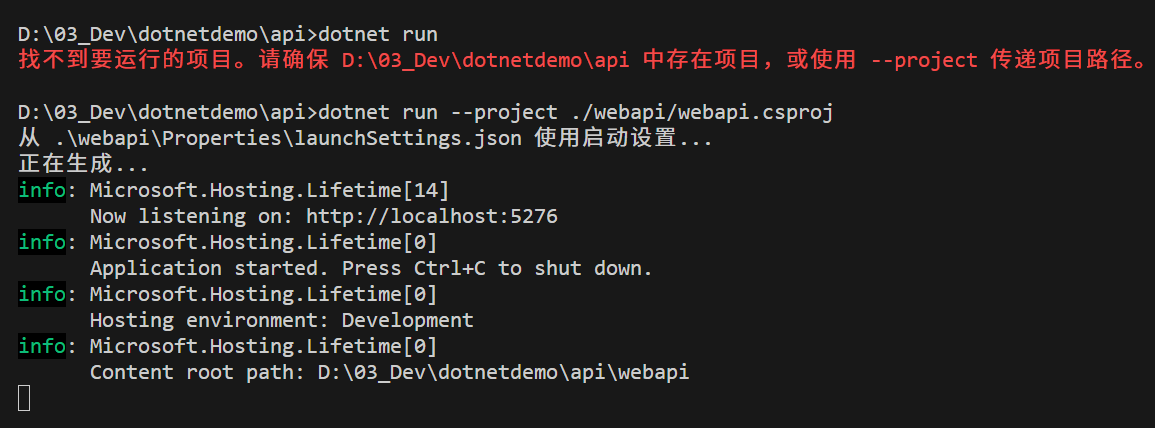 D:\03_Dev\dotnetdemo\api>dotnet run
找不到要运行的项目。请确保 D:\03_Dev\dotnetdemo\api 中存在项目，或使用 --project 传递项目路径。
D:\03_Dev\dotnetdemo\api>dotnet run --project ./webapi/webapi.csproj
从 .\webapi\Properties\launchSettings.json 使用启动设置...
正在生成...
info: Microsoft.Hosting.Lifetime[14]
Now listening on: http://localhost:5276
info: Microsoft.Hosting.Lifetime[0]
Application started. Press Ctrl+C to shut down.
info: Microsoft.Hosting.Lifetime[0]
Hosting environment: Development
info: Microsoft.Hosting.Lifetime[0]
Content root path: D:\03_Dev\dotnetdemo\api\webapi